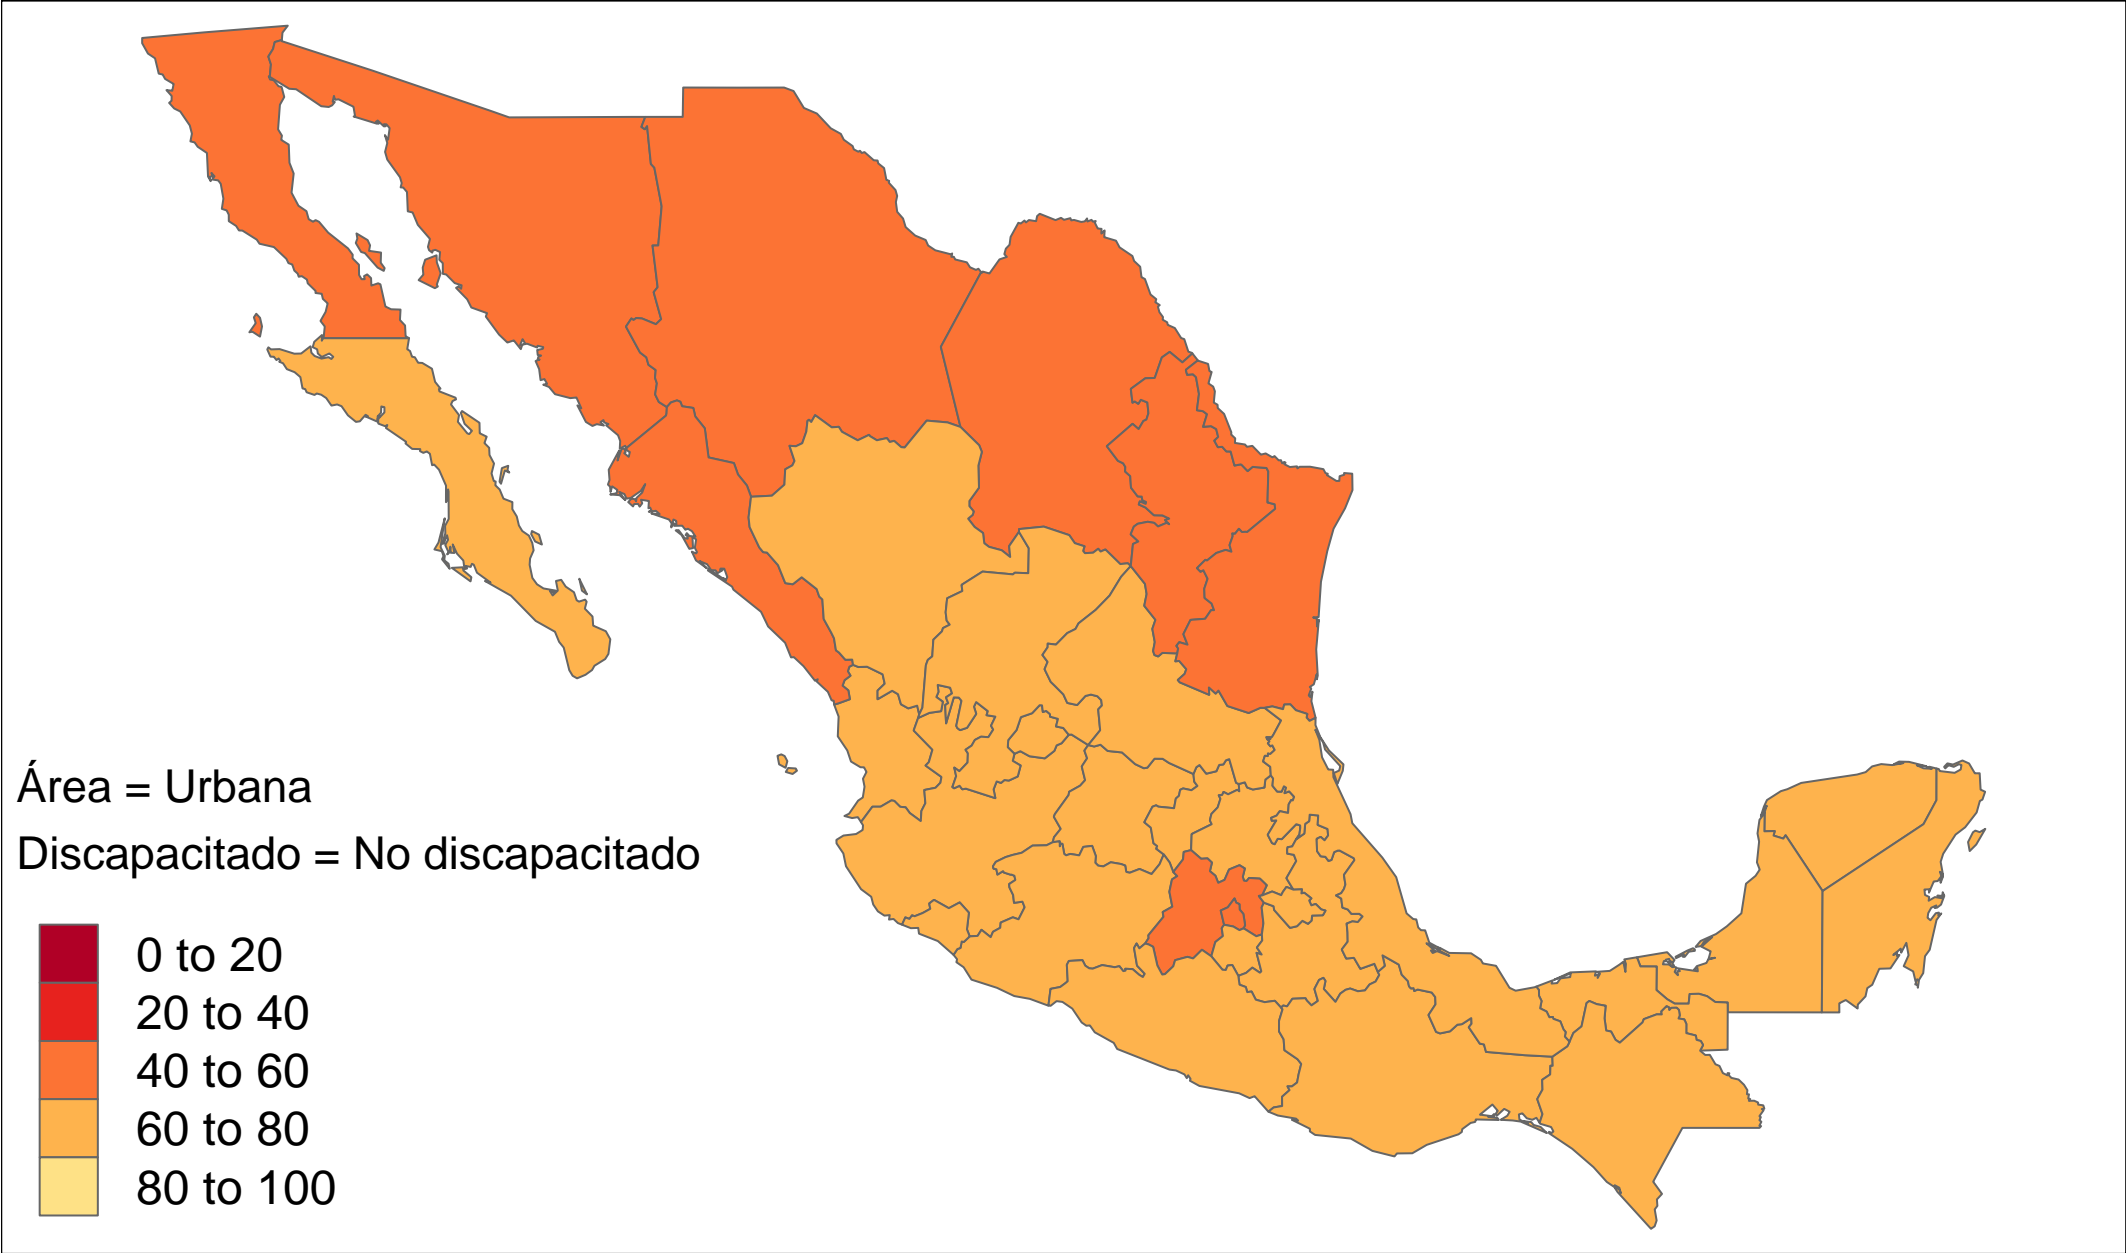 Área = Urbana
Discapacitado = No discapacitado
0 to 20
20 to 40
40 to 60
60 to 80
80 to 100